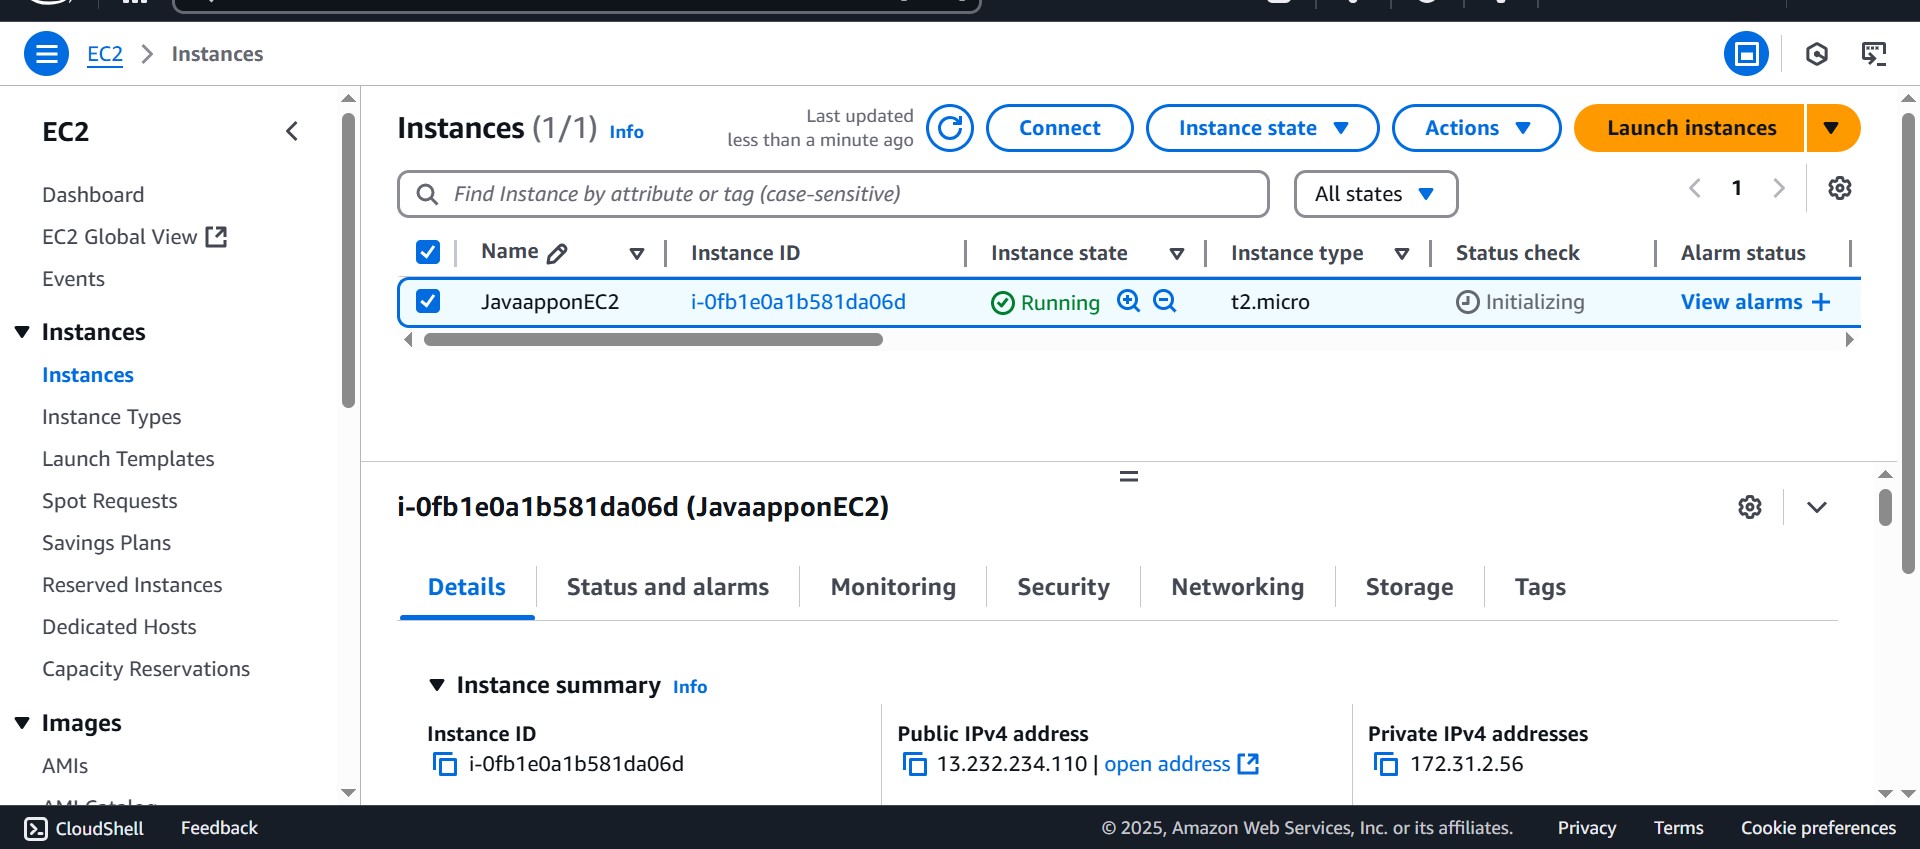 EC2 > Instances
EC2
Dashboard
EC2 Global View
Events
Instances
Instances
Instance Types
Launch Templates
Spot Requests
Savings Plans
Reserved Instances
Dedicated Hosts
Capacity Reservations
Images
AMIs
AMI Catalog
Instances (1/1) Info
Last updated
less than a minute ago
Connect
Instance state
Actions
Launch instances
Find Instance by attribute or tag (case-sensitive)
All states
1
Name Instance ID Instance state Instance type Status check Alarm status
JavaapponEC2 i-0fb1e0a1b581da06d Running t2.micro Initializing View alarms +
i-0fb1e0a1b581da06d (JavaapponEC2)
Details Status and alarms Monitoring Security Networking Storage Tags
Instance summary Info
Instance ID
i-0fb1e0a1b581da06d
Public IPv4 address
13.232.234.110 | open address
Private IPv4 addresses
172.31.2.56
CloudShell Feedback © 2025, Amazon Web Services, Inc. or its affiliates. Privacy Terms Cookie preferences